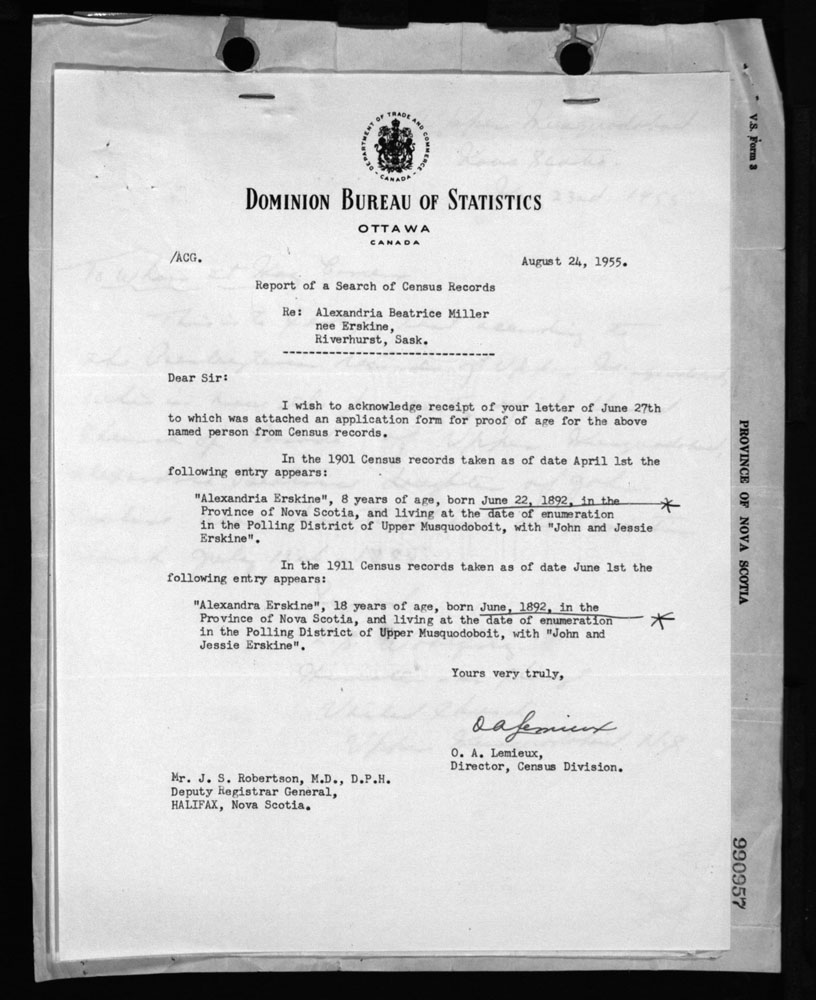 DEPARTMENT OF TRADE AND COMMERCE
CANADA
DOMINION BUREAU OF STATISTICS
OTTAWA
CANADA
/ACG.
August 24, 1955.
Report of a Search of Census Records
Re: Alexandria Beatrice Miller
nee Erskine,
Riverhurst, Sask.
--------------------------------
Dear Sir:
I wish to acknowledge receipt of your letter of June 27th
to which was attached an application form for proof of age for the above
named person from Census records.
In the 1901 Census records taken as of date April 1st the
following entry appears:
"Alexandria Erskine", 8 years of age, born June 22, 1892, in the
Province of Nova Scotia, and living at the date of enumeration
in the Polling District of Upper Musquodoboit, with "John and Jessie
Erskine".
In the 1911 Census records taken as of date June 1st the
following entry appears:
"Alexandra Erskine", 18 years of age, born June, 1892, in the
Province of Nova Scotia, and living at the date of enumeration
in the Polling District of Upper Musquodoboit, with "John and
Jessie Erskine".
Yours very truly,
O A Lemieux
O. A. Lemieux,
Director, Census Division.
Mr. J. S. Robertson, M.D., D.P.H.
Deputy Registrar General,
HALIFAX, Nova Scotia.
V.S. Form 3
PROVINCE OF NOVA SCOTIA
990957